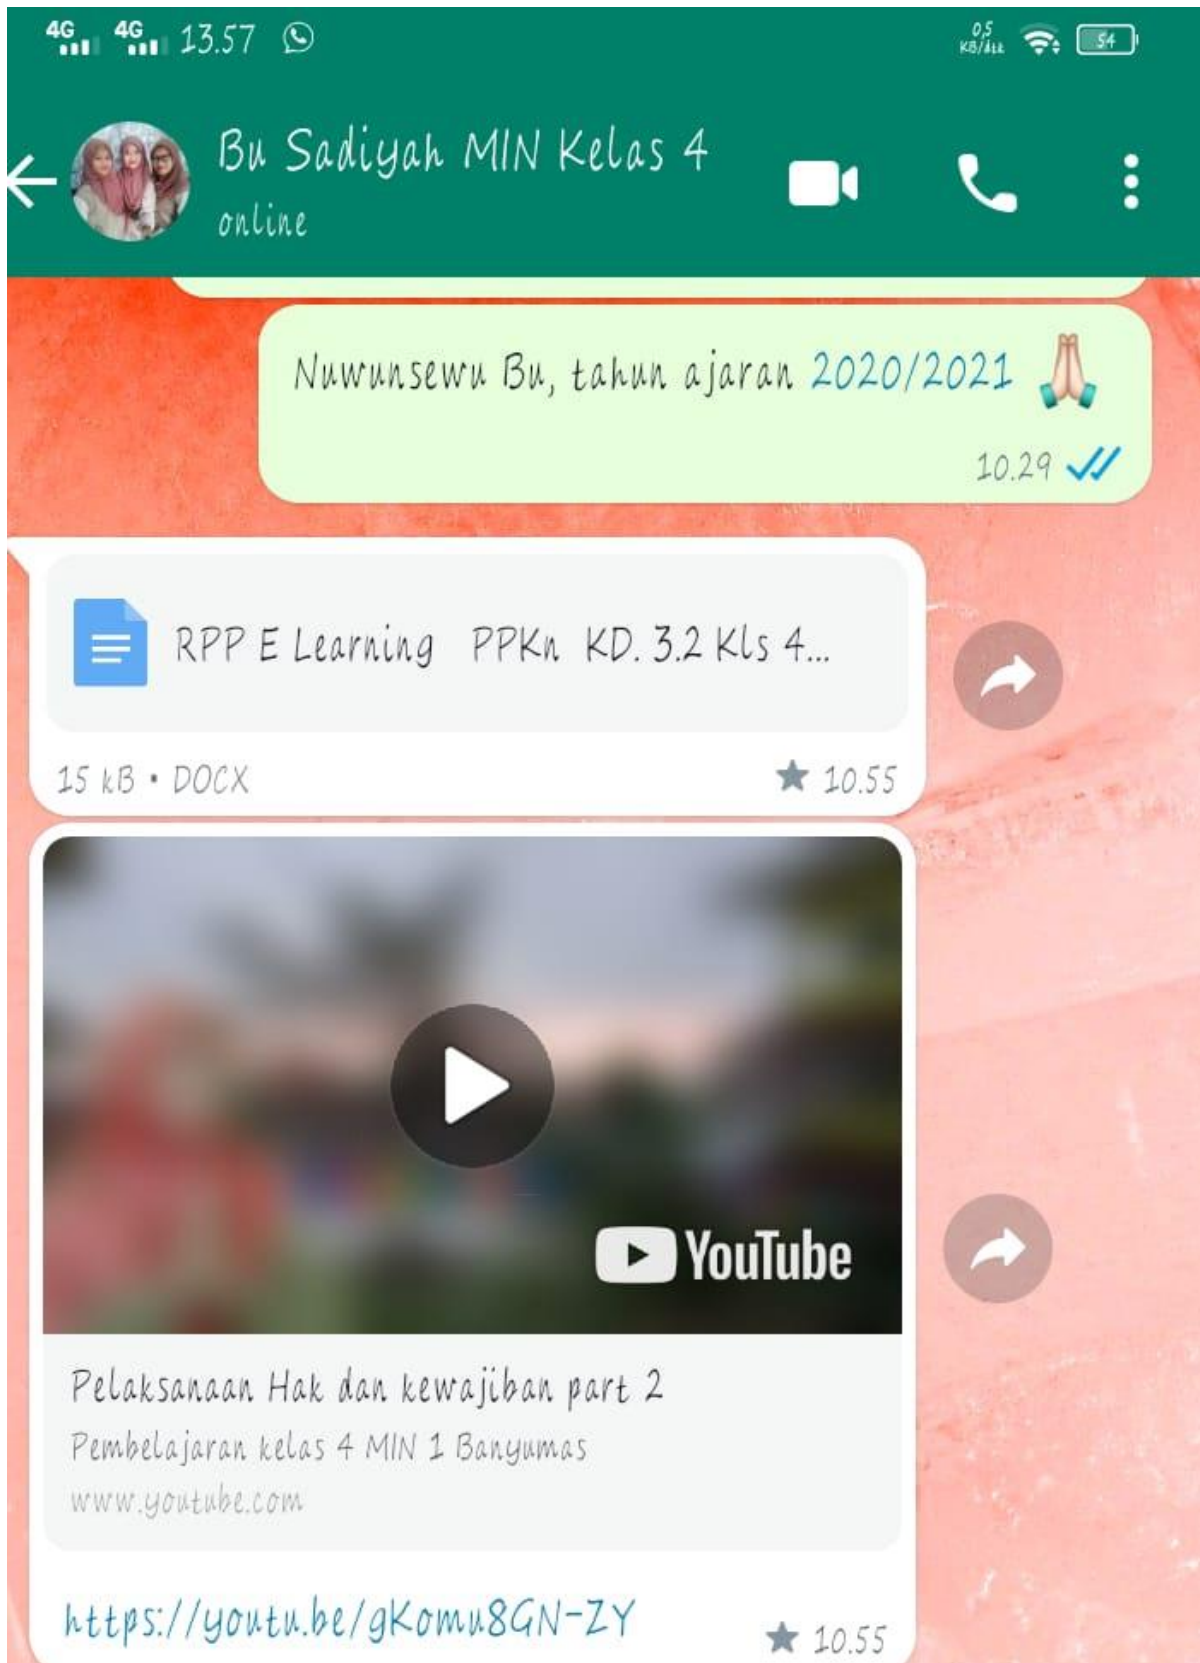 4G 4G 13.57 0,5 KB/dtk 54
Bu Sadiyah MIN Kelas 4
online
Nuwunsewu Bu, tahun ajaran 2020/2021
10.29
RPP E Learning PPKn KD. 3.2 Kls 4...
15 kB • DOCX 10.55
YouTube
Pelaksanaan Hak dan kewajiban part 2
Pembelajaran kelas 4 MIN 1 Banyumas
www.youtube.com
https://youtu.be/gKomu8GN-ZY 10.55